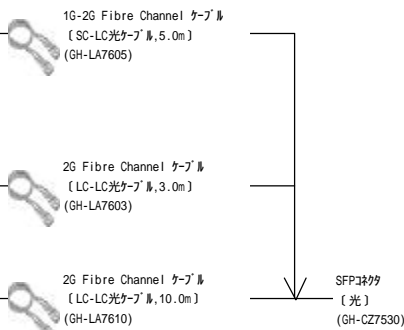 1G-2G Fibre Channel ｹｰﾌﾞﾙ
〔SC-LC光ｹｰﾌﾞﾙ,5.0m〕
(GH-LA7605)
2G Fibre Channel ｹｰﾌﾞﾙ
〔LC-LC光ｹｰﾌﾞﾙ,3.0m〕
(GH-LA7603)
2G Fibre Channel ｹｰﾌﾞﾙ
〔LC-LC光ｹｰﾌﾞﾙ,10.0m〕
(GH-LA7610)
SFPｺﾈｸﾀ
〔光〕
(GH-CZ7530)